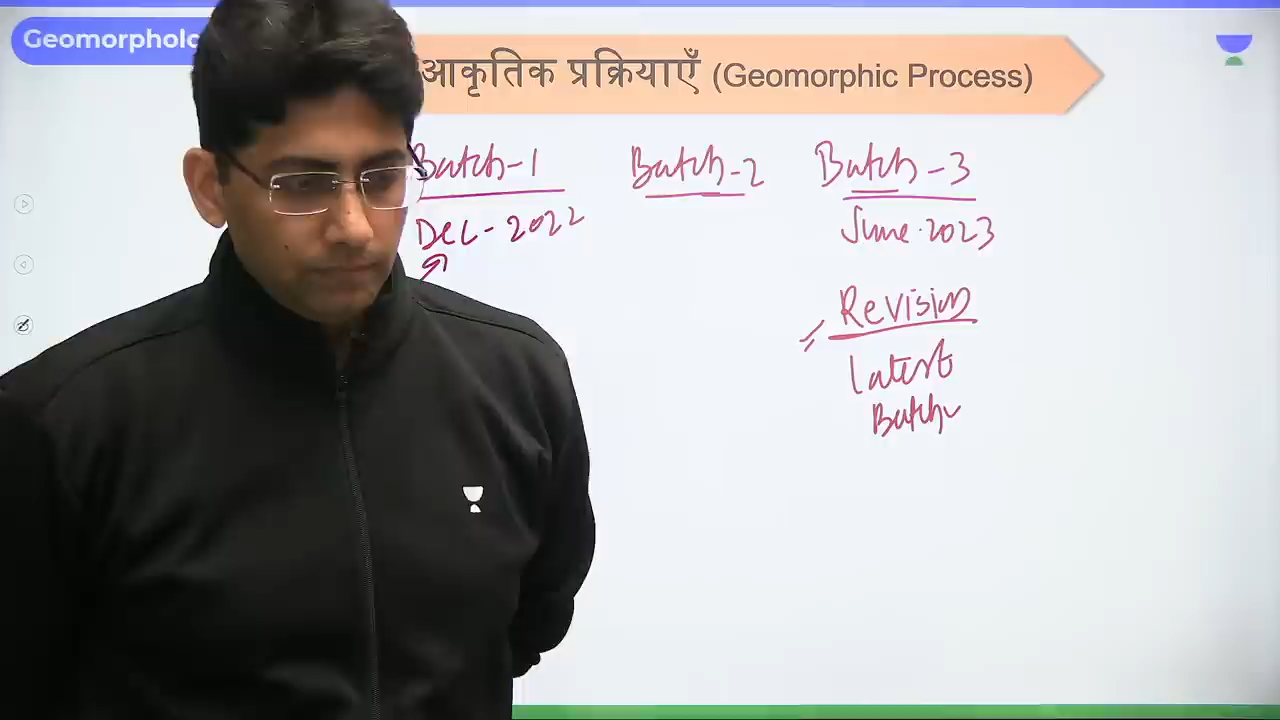 Geomorpholo
आकृतिक प्रक्रियाएँ (Geomorphic Process)
Batch-1 Batch-2 Batch-3
Dec-2022 June-2023
Revision
latest
Batch